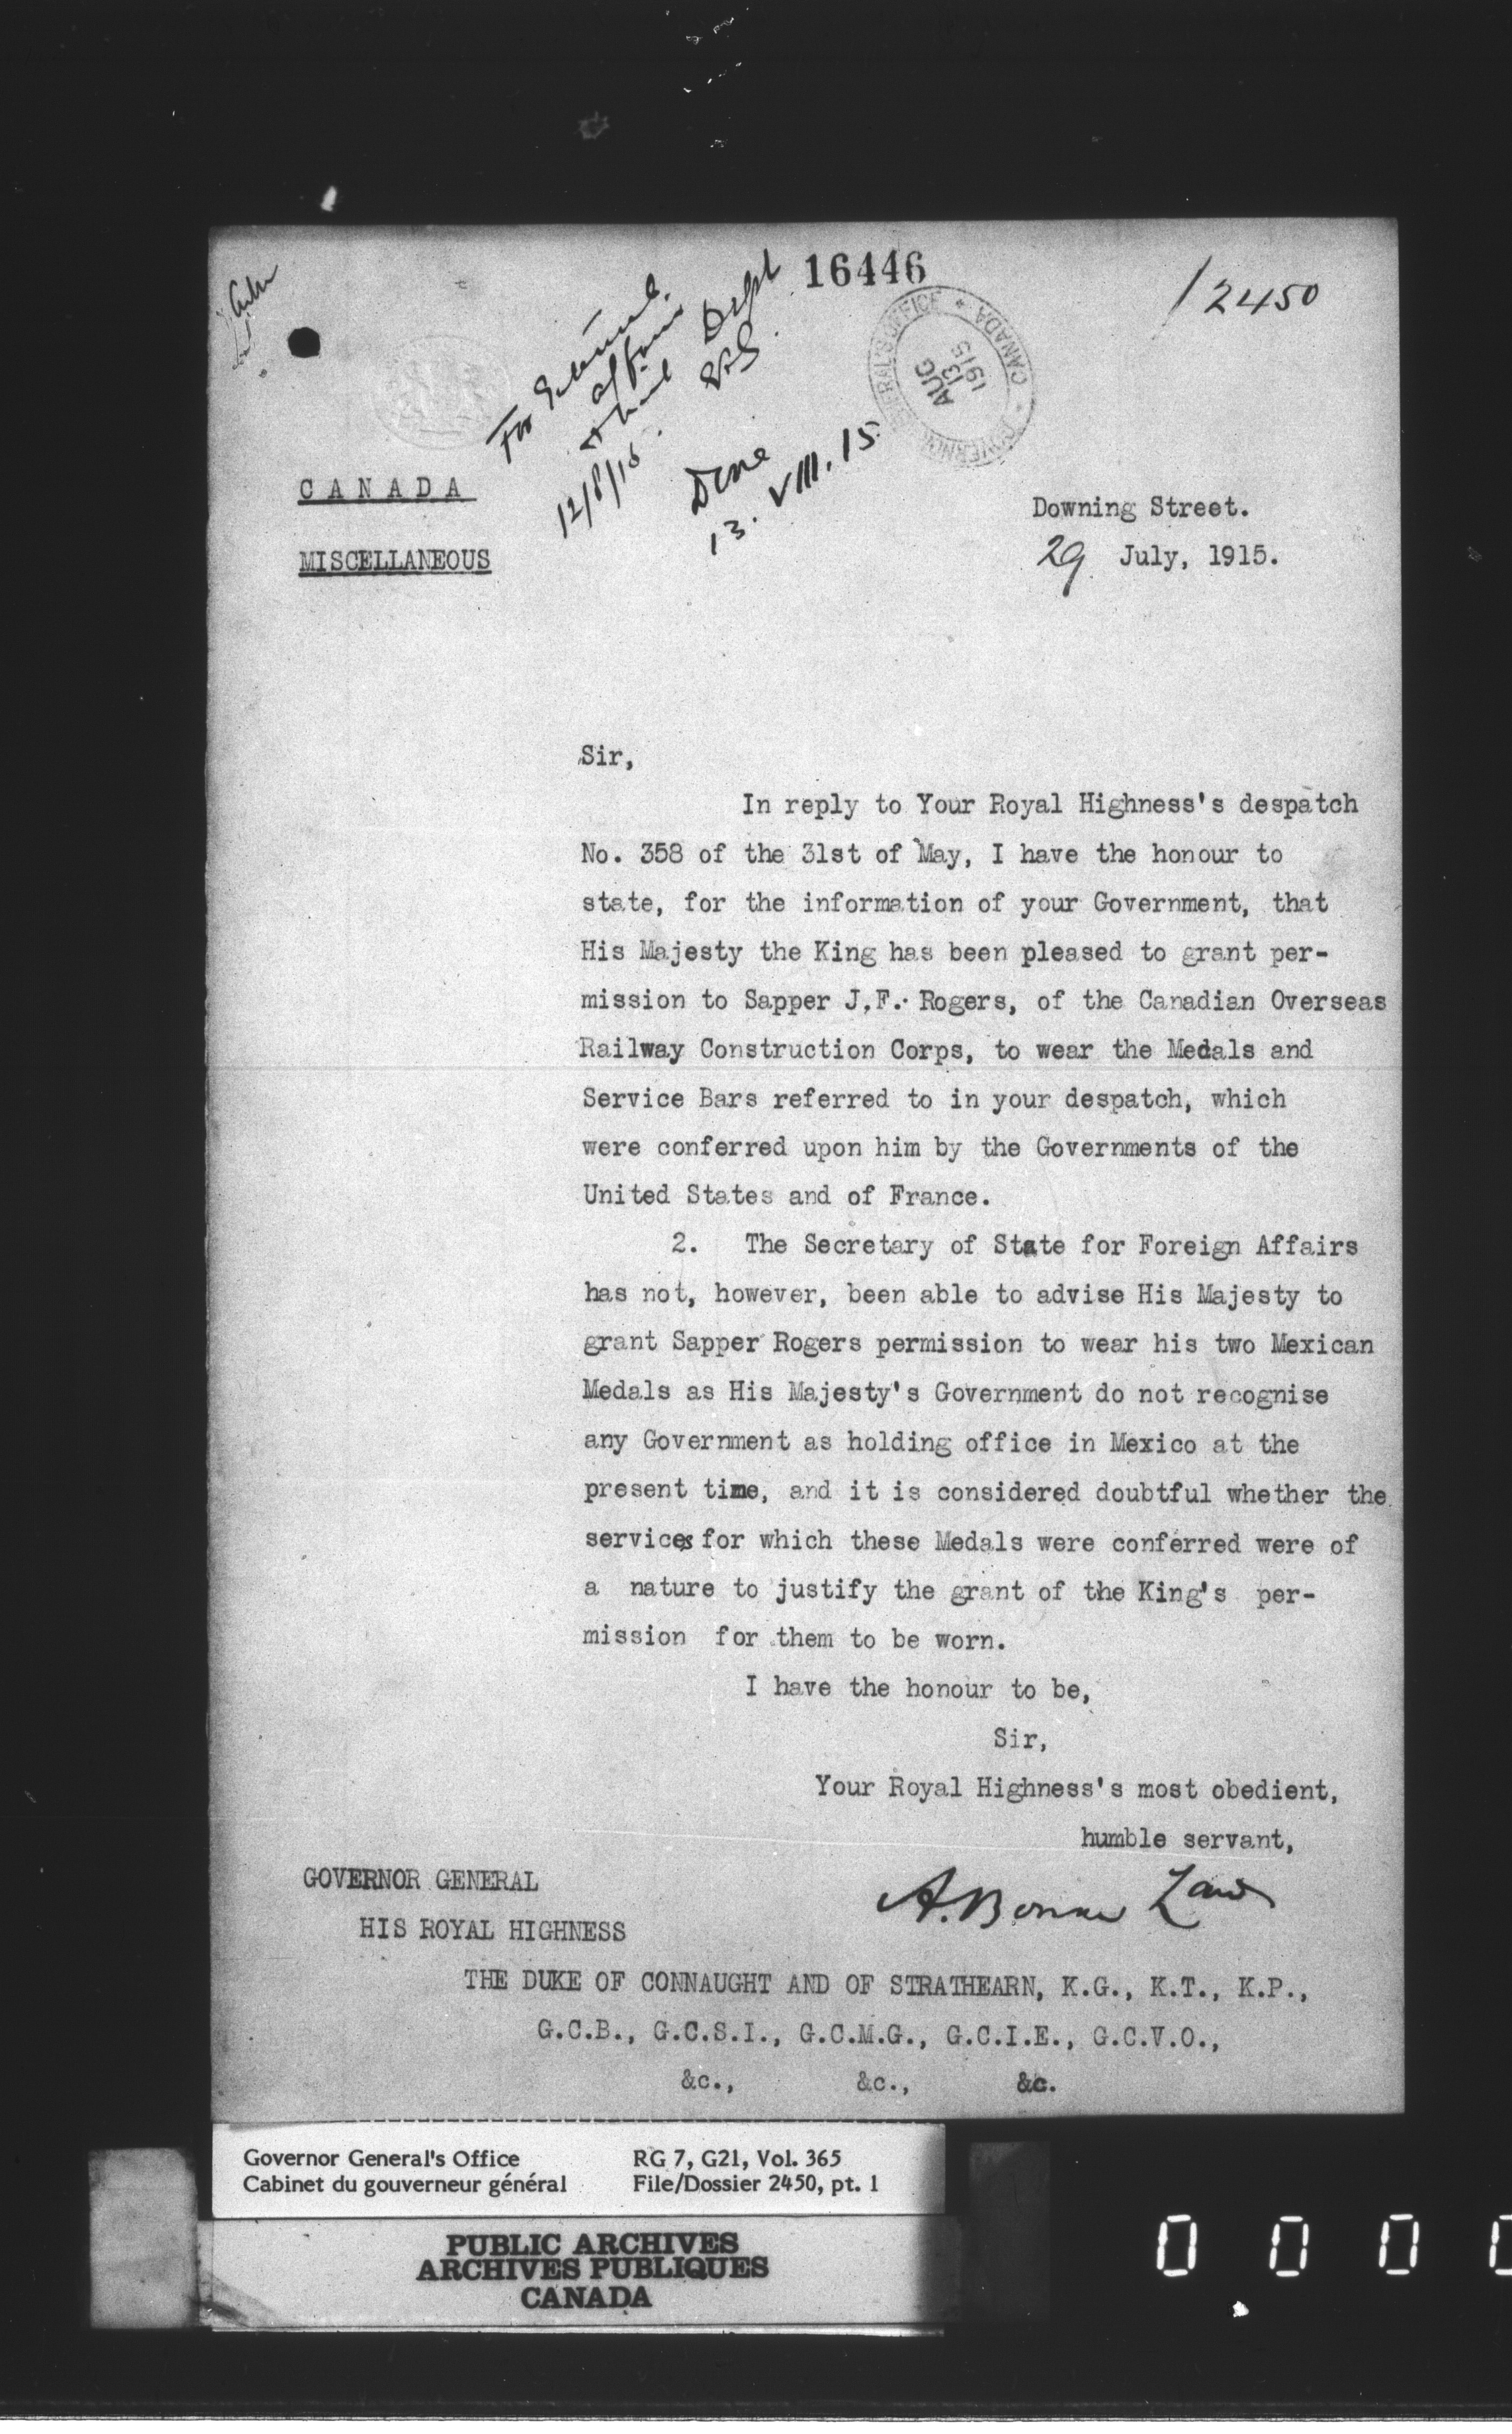 16446
/2450
For External
Affairs
Dept
12/8/15.
Done
13.VIII.15.
GOVERNOR GENERAL'S OFFICE * CANADA *
AUG
13
1915
CANADA
MISCELLANEOUS
Downing Street.
29 July, 1915.
Sir,
In reply to Your Royal Highness's despatch
No. 358 of the 31st of May, I have the honour to
state, for the information of your Government, that
His Majesty the King has been pleased to grant per-
mission to Sapper J.F. Rogers, of the Canadian Overseas
Railway Construction Corps, to wear the Medals and
Service Bars referred to in your despatch, which
were conferred upon him by the Governments of the
United States and of France.
2. The Secretary of State for Foreign Affairs
has not, however, been able to advise His Majesty to
grant Sapper Rogers permission to wear his two Mexican
Medals as His Majesty's Government do not recognise
any Government as holding office in Mexico at the
present time, and it is considered doubtful whether the
services for which these Medals were conferred were of
a nature to justify the grant of the King's per-
mission for them to be worn.
I have the honour to be,
Sir,
Your Royal Highness's most obedient,
humble servant,
A. Bonar Law
GOVERNOR GENERAL
HIS ROYAL HIGHNESS
THE DUKE OF CONNAUGHT AND OF STRATHEARN, K.G., K.T., K.P.,
G.C.B., G.C.S.I., G.C.M.G., G.C.I.E., G.C.V.O.,
&c., &c., &c.
Governor General's Office RG 7, G21, Vol. 365
Cabinet du gouverneur général File/Dossier 2450, pt. 1
PUBLIC ARCHIVES
ARCHIVES PUBLIQUES
CANADA
0 0 0